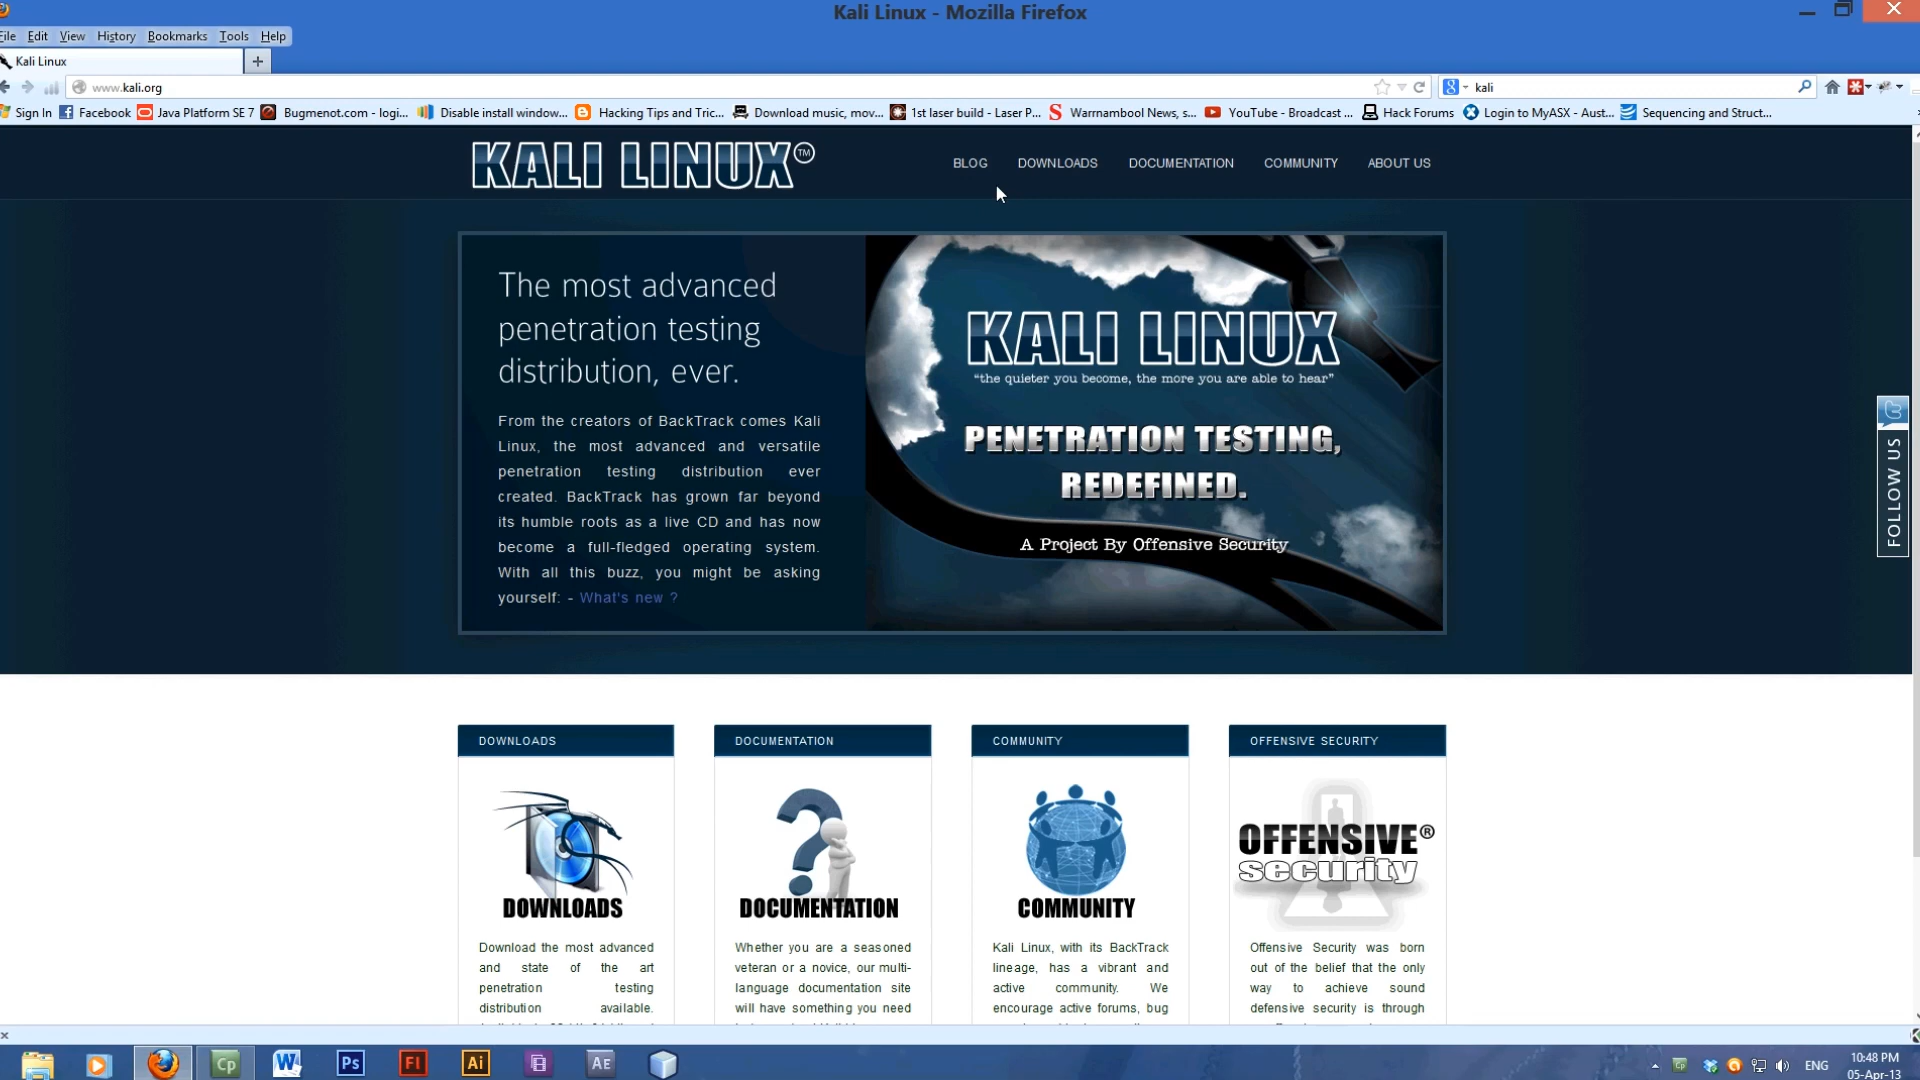 Kali Linux - Mozilla Firefox
File Edit View History Bookmarks Tools Help
Kali Linux
www.kali.org
kali
Sign In Facebook Java Platform SE 7 Bugmenot.com - logi... Disable install window... Hacking Tips and Tric... Download music, mov... 1st laser build - Laser P... Warrnambool News, s... YouTube - Broadcast ... Hack Forums Login to MyASX - Aust... Sequencing and Struct...
KALI LINUX™
BLOG DOWNLOADS DOCUMENTATION COMMUNITY ABOUT US
The most advanced
penetration testing
distribution, ever.
From the creators of BackTrack comes Kali
Linux, the most advanced and versatile
penetration testing distribution ever
created. BackTrack has grown far beyond
its humble roots as a live CD and has now
become a full-fledged operating system.
With all this buzz, you might be asking
yourself: - What's new ?
KALI LINUX
"the quieter you become, the more you are able to hear"
PENETRATION TESTING,
REDEFINED.
A Project By Offensive Security
FOLLOW US
DOWNLOADS
DOWNLOADS
Download the most advanced
and state of the art
penetration testing
distribution available.
DOCUMENTATION
DOCUMENTATION
Whether you are a seasoned
veteran or a novice, our multi-
language documentation site
will have something you need
COMMUNITY
COMMUNITY
Kali Linux, with its BackTrack
lineage, has a vibrant and
active community. We
encourage active forums, bug
OFFENSIVE SECURITY
OFFENSIVE®
security
Offensive Security was born
out of the belief that the only
way to achieve sound
defensive security is through
Cp W Ps Fl Ai AE
ENG
10:48 PM
05-Apr-13